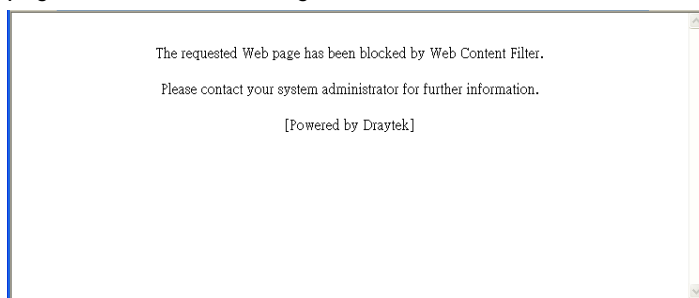 The requested Web page has been blocked by Web Content Filter.
Please contact your system administrator for further information.
[Powered by Draytek]